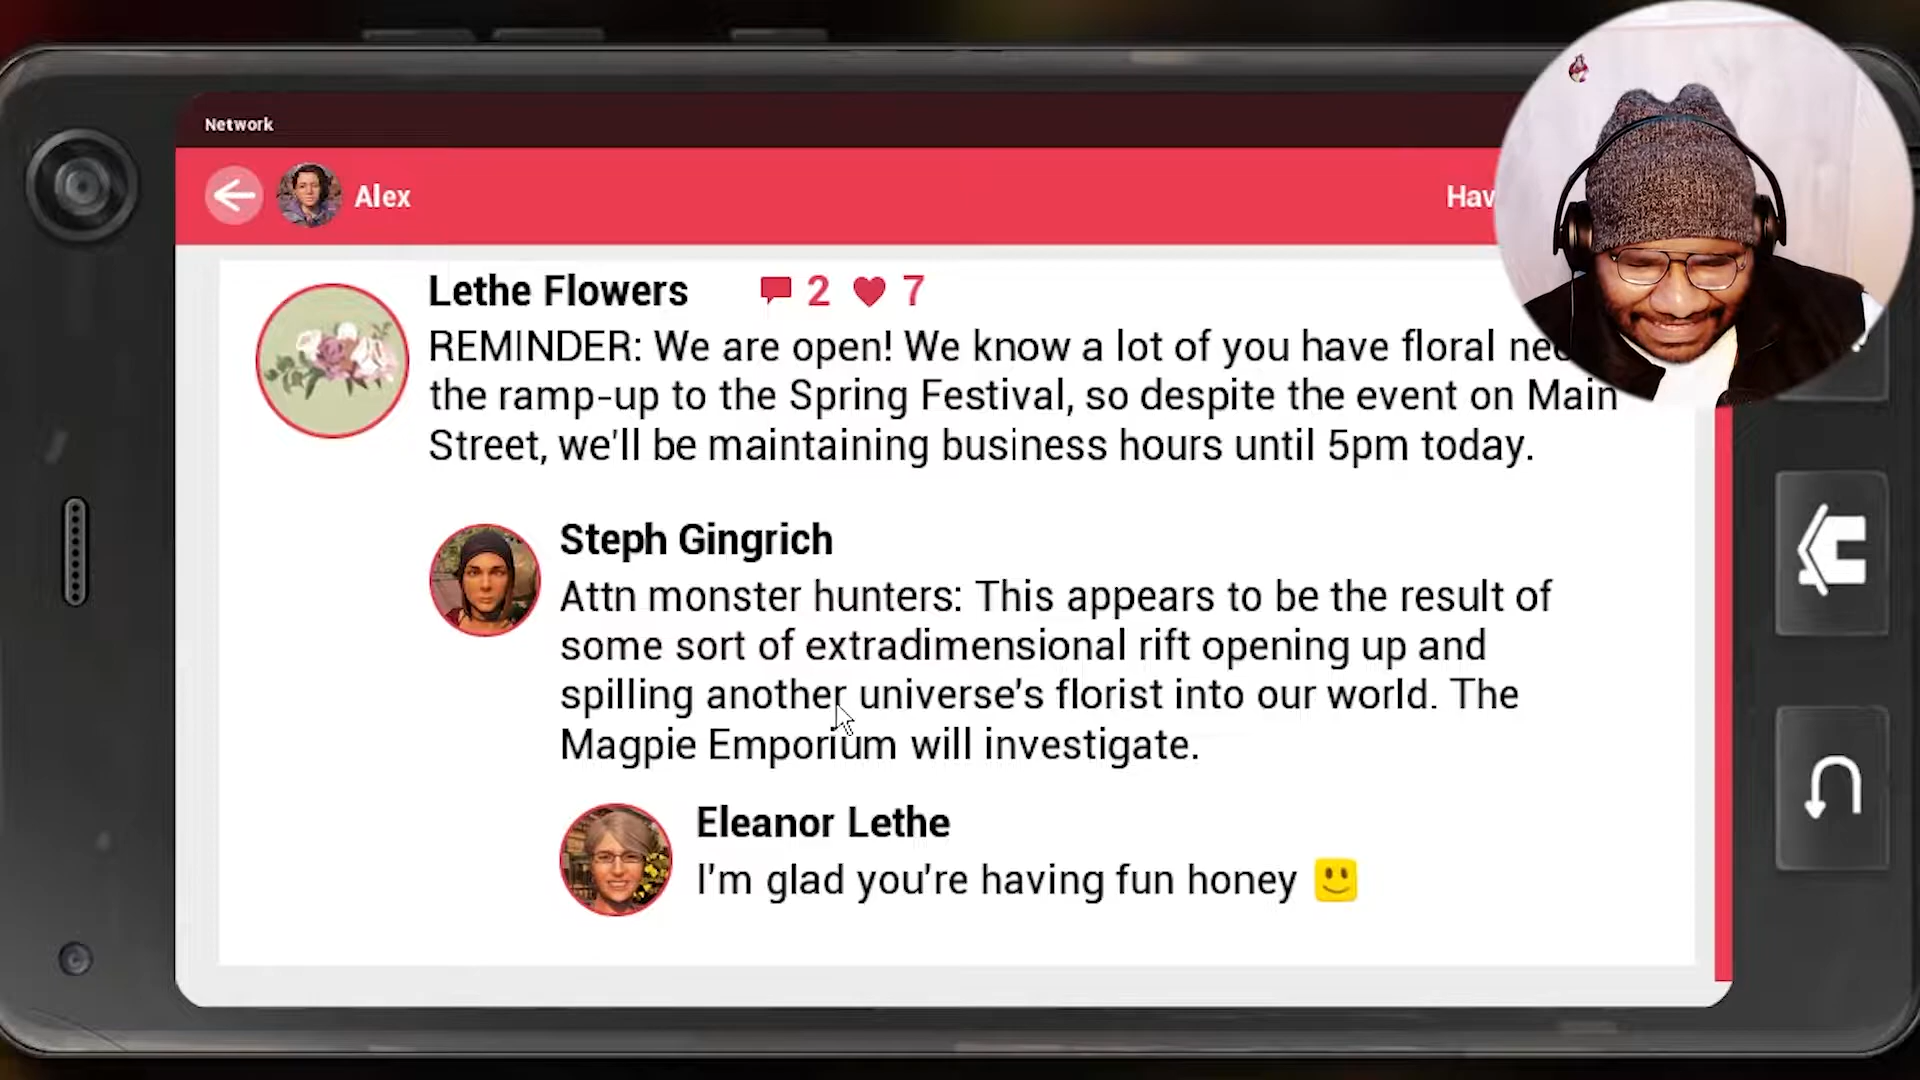 Network
Alex
Lethe Flowers 2 7
REMINDER: We are open! We know a lot of you have floral
the ramp-up to the Spring Festival, so despite the event on Main
Street, we'll be maintaining business hours until 5pm today.
Steph Gingrich
Attn monster hunters: This appears to be the result of
some sort of extradimensional rift opening up and
spilling another universe's florist into our world. The
Magpie Emporium will investigate.
Eleanor Lethe
I'm glad you're having fun honey